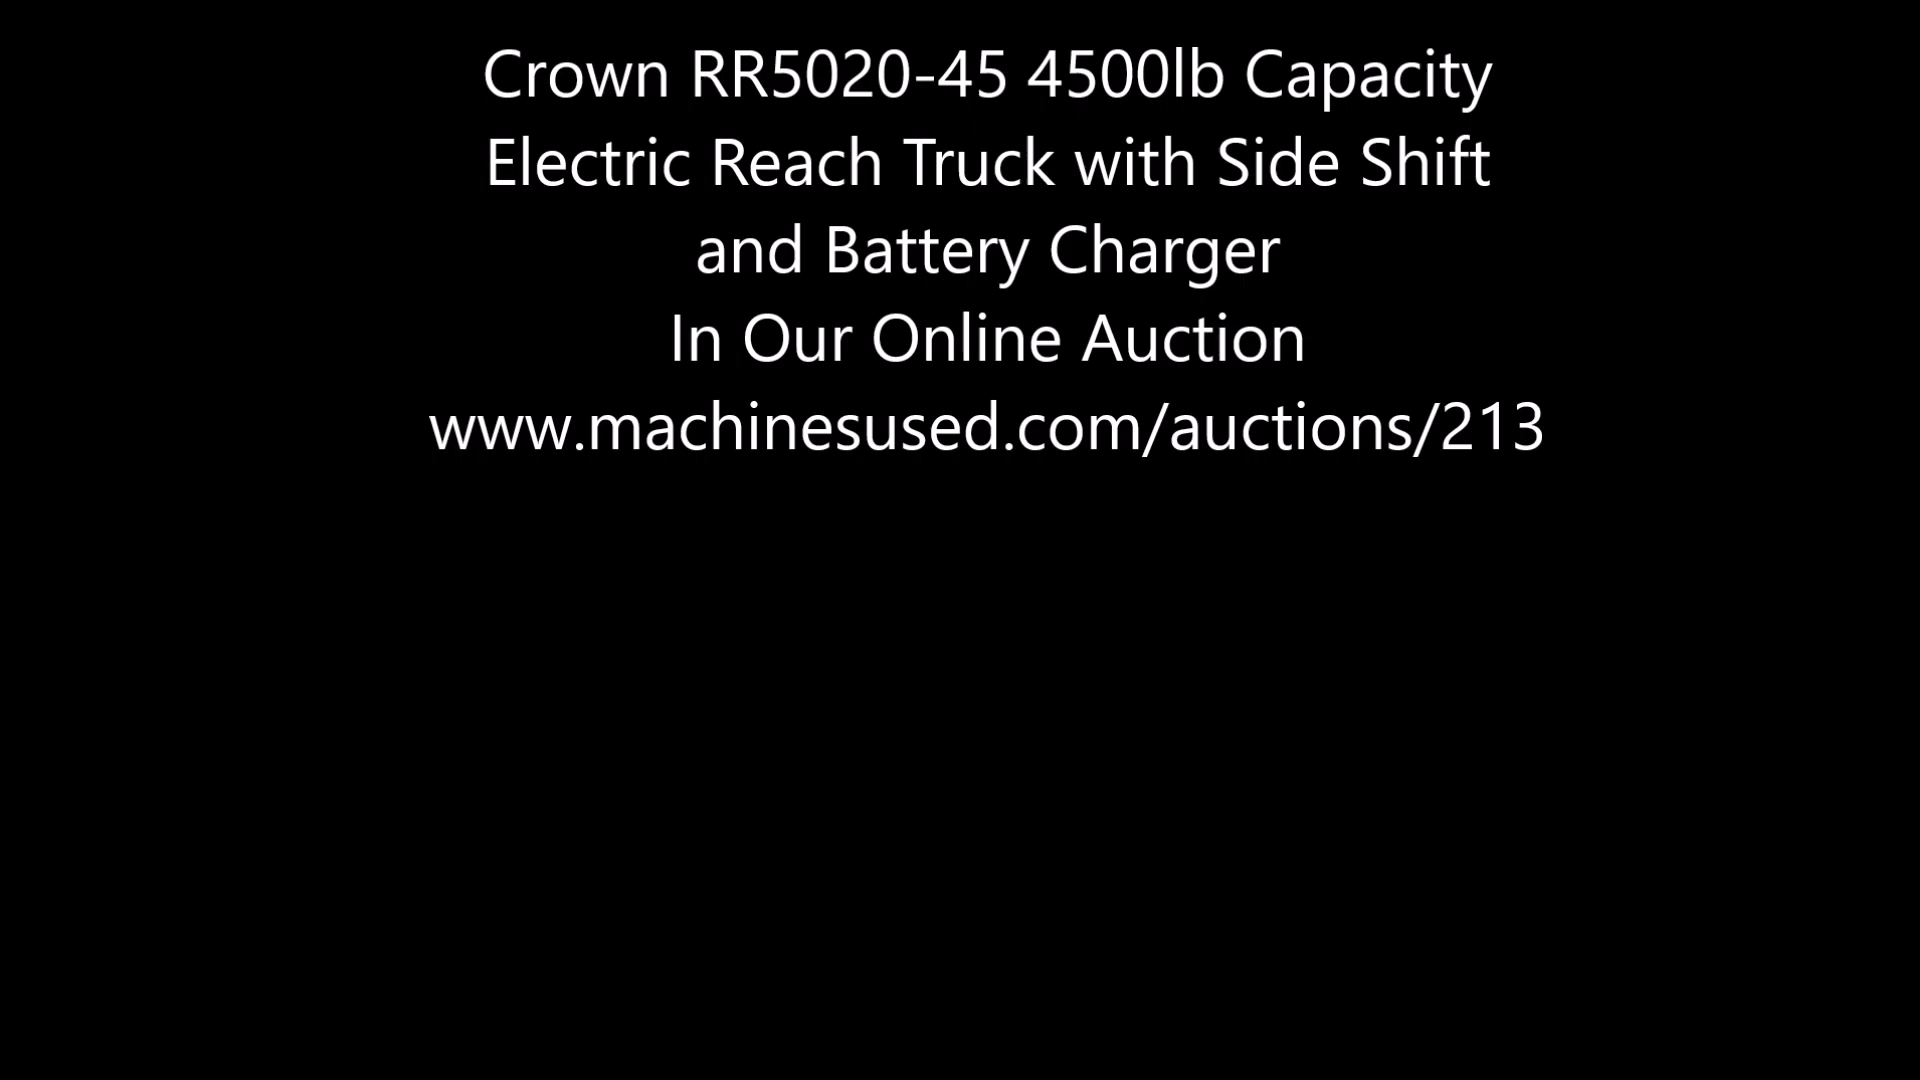 Crown RR5020-45 4500lb Capacity
Electric Reach Truck with Side Shift
and Battery Charger
In Our Online Auction
www.machinesused.com/auctions/213